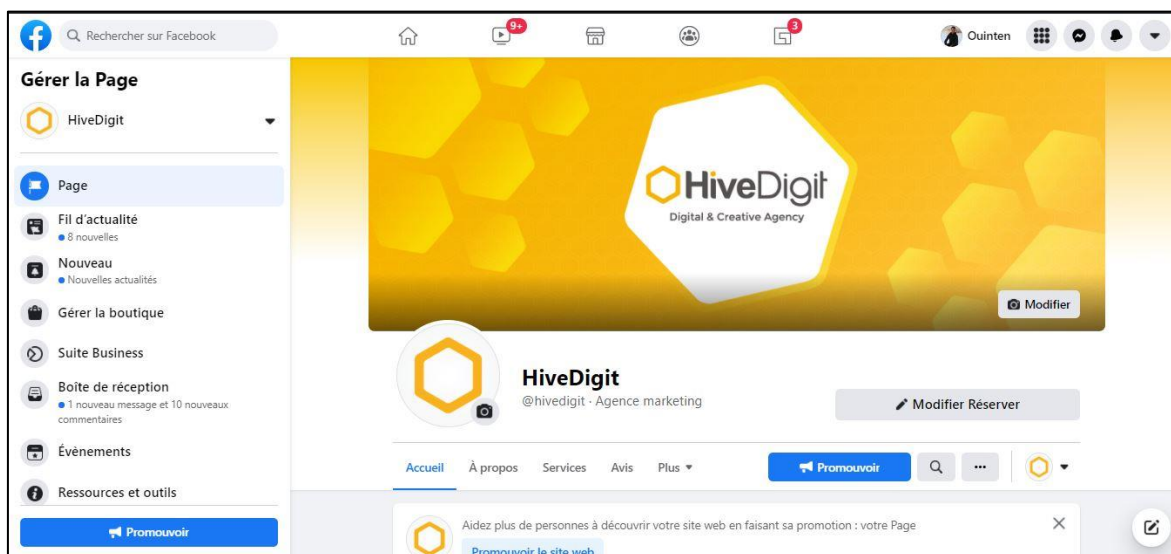 Rechercher sur Facebook
9+
3
Ouinten
Gérer la Page
HiveDigit
Page
Fil d'actualité
8 nouvelles
Nouveau
Nouvelles actualités
Gérer la boutique
Suite Business
Boîte de réception
1 nouveau message et 10 nouveaux
commentaires
Évènements
Ressources et outils
Promouvoir
HiveDigit
Digital & Creative Agency
Modifier
HiveDigit
@hivedigit · Agence marketing
Modifier Réserver
Accueil À propos Services Avis Plus
Promouvoir
Aidez plus de personnes à découvrir votre site web en faisant sa promotion : votre Page
Promouvoir le site web